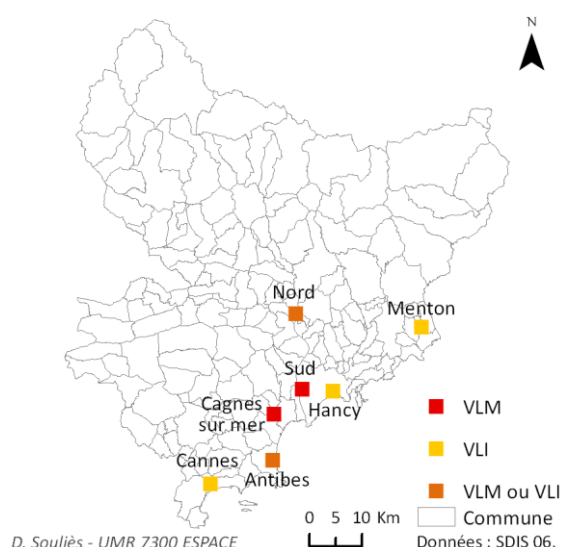 N
Nord
Menton
Sud
Hancy
Cagnes
sur mer
Cannes
Antibes
VLM
VLI
VLM ou VLI
Commune
0 5 10 Km
D. Souliès - UMR 7300 ESPACE
Données : SDIS 06.